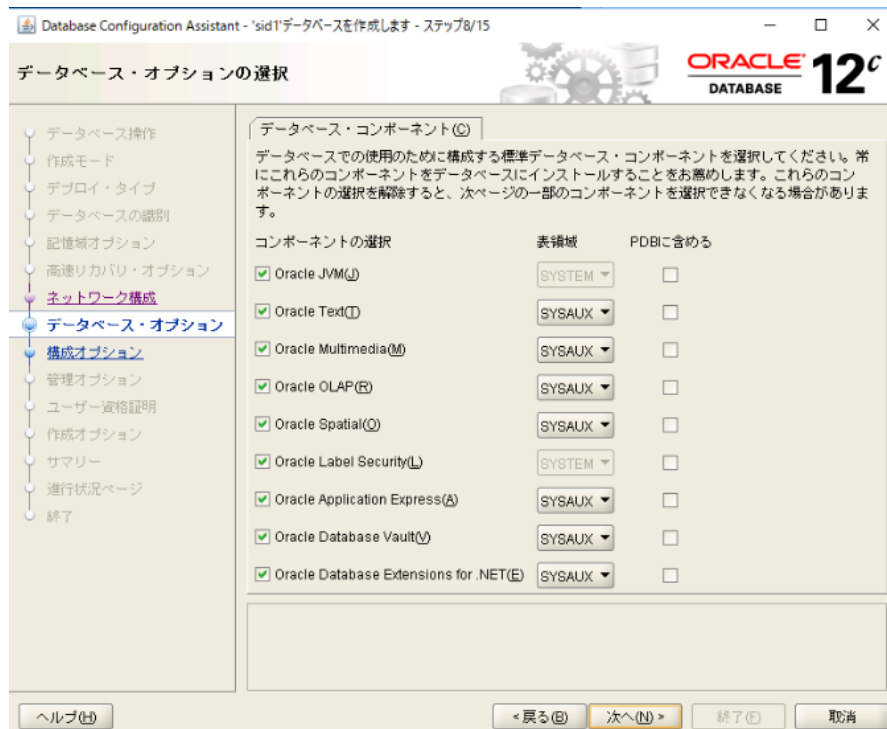 Database Configuration Assistant - 'sid1'データベースを作成します - ステップ8/15
データベース・オプションの選択
ORACLE
DATABASE
12c
データベース操作
作成モード
デプロイ・タイプ
データベースの識別
記憶域オプション
高速リカバリ・オプション
ネットワーク構成
データベース・オプション
構成オプション
管理オプション
ユーザー資格証明
作成オプション
サマリー
進行状況ページ
終了
データベース・コンポーネント(C)
データベースでの使用のために構成する標準データベース・コンポーネントを選択してください。常
にこれらのコンポーネントをデータベースにインストールすることをお薦めします。これらのコン
ポーネントの選択を解除すると、次ページの一部のコンポーネントを選択できなくなる場合がありま
す。
コンポーネントの選択 表領域 PDBに含める
Oracle JVM(J) SYSTEM
Oracle Text(T) SYSAUX
Oracle Multimedia(M) SYSAUX
Oracle OLAP(R) SYSAUX
Oracle Spatial(O) SYSAUX
Oracle Label Security(L) SYSTEM
Oracle Application Express(A) SYSAUX
Oracle Database Vault(V) SYSAUX
Oracle Database Extensions for .NET(E) SYSAUX
ヘルプ(H) <戻る(B) 次へ(N)> 終了(F) 取消